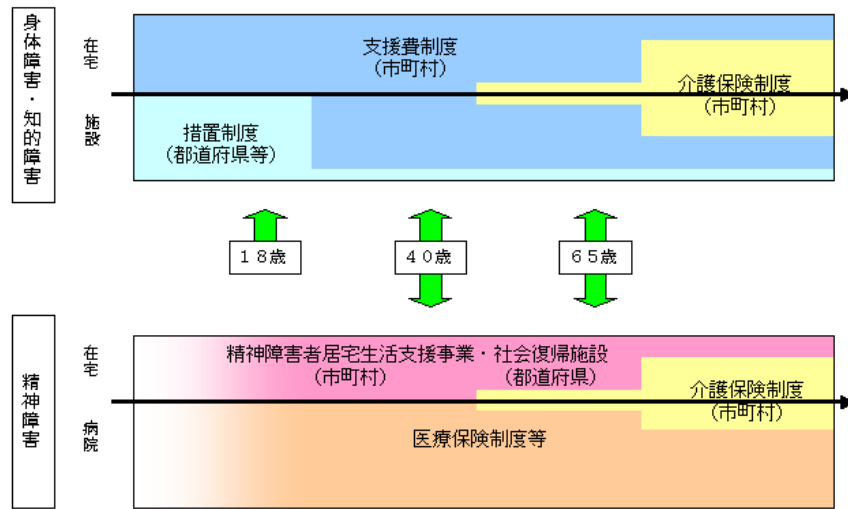 身体障害・知的障害
在宅
施設
支援費制度
(市町村)
介護保険制度
(市町村)
措置制度
(都道府県等)
18歳
40歳
65歳
精神障害
在宅
病院
精神障害者居宅生活支援事業・社会復帰施設
(市町村)
(都道府県)
介護保険制度
(市町村)
医療保険制度等